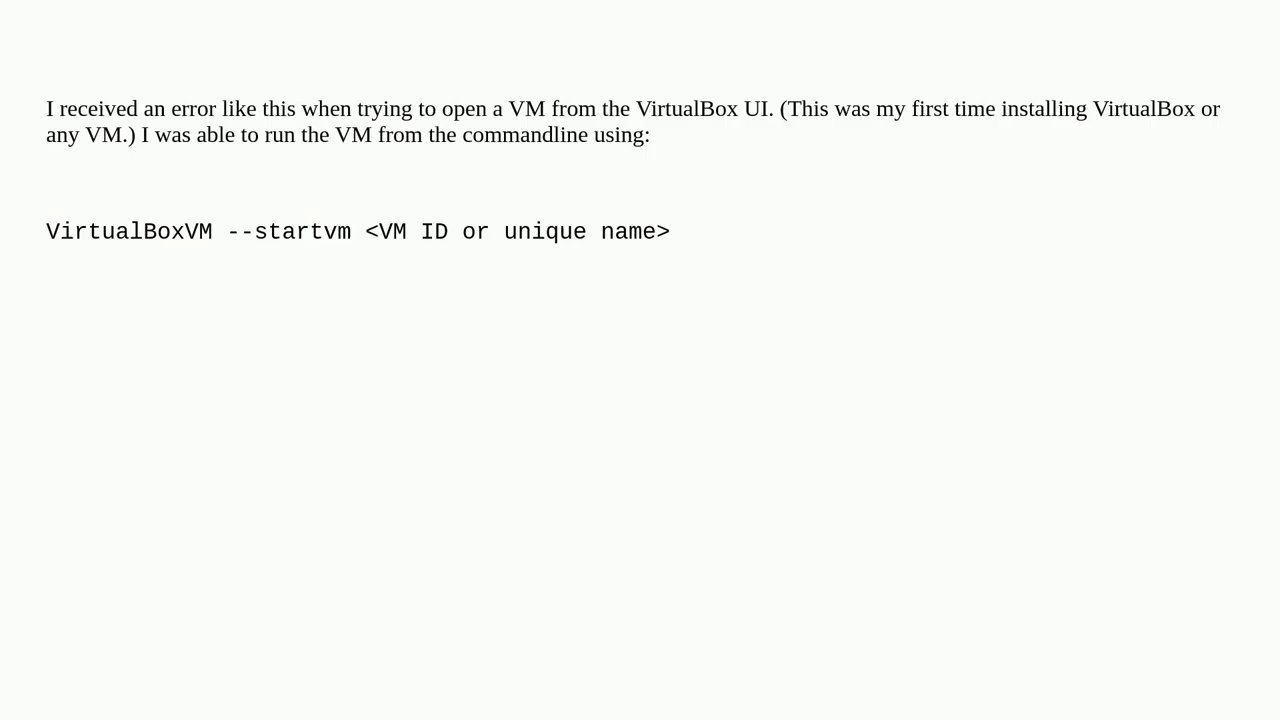 I received an error like this when trying to open a VM from the VirtualBox UI. (This was my first time installing VirtualBox or
any VM.) I was able to run the VM from the commandline using:
VirtualBoxVM --startvm <VM ID or unique name>